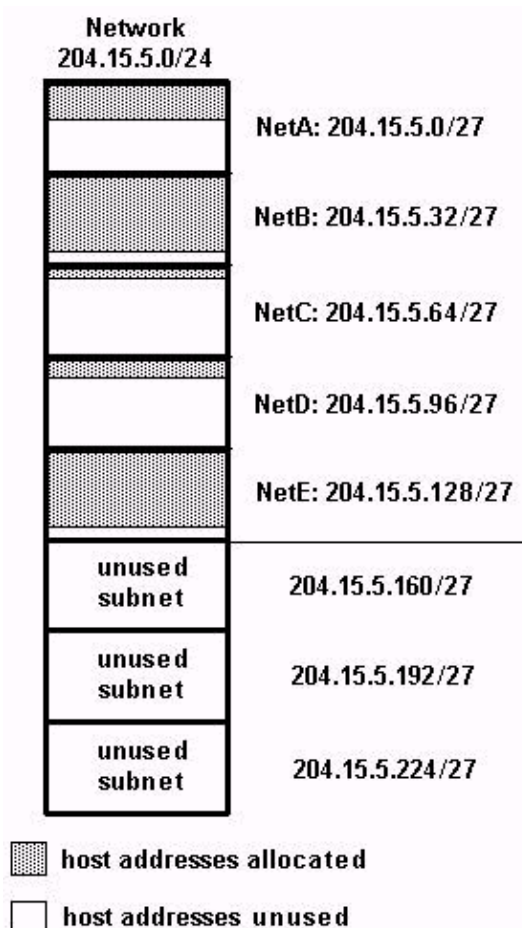 Network
204.15.5.0/24
NetA: 204.15.5.0/27
NetB: 204.15.5.32/27
NetC: 204.15.5.64/27
NetD: 204.15.5.96/27
NetE: 204.15.5.128/27
unused
subnet
204.15.5.160/27
unused
subnet
204.15.5.192/27
unused
subnet
204.15.5.224/27
host addresses allocated
host addresses unused